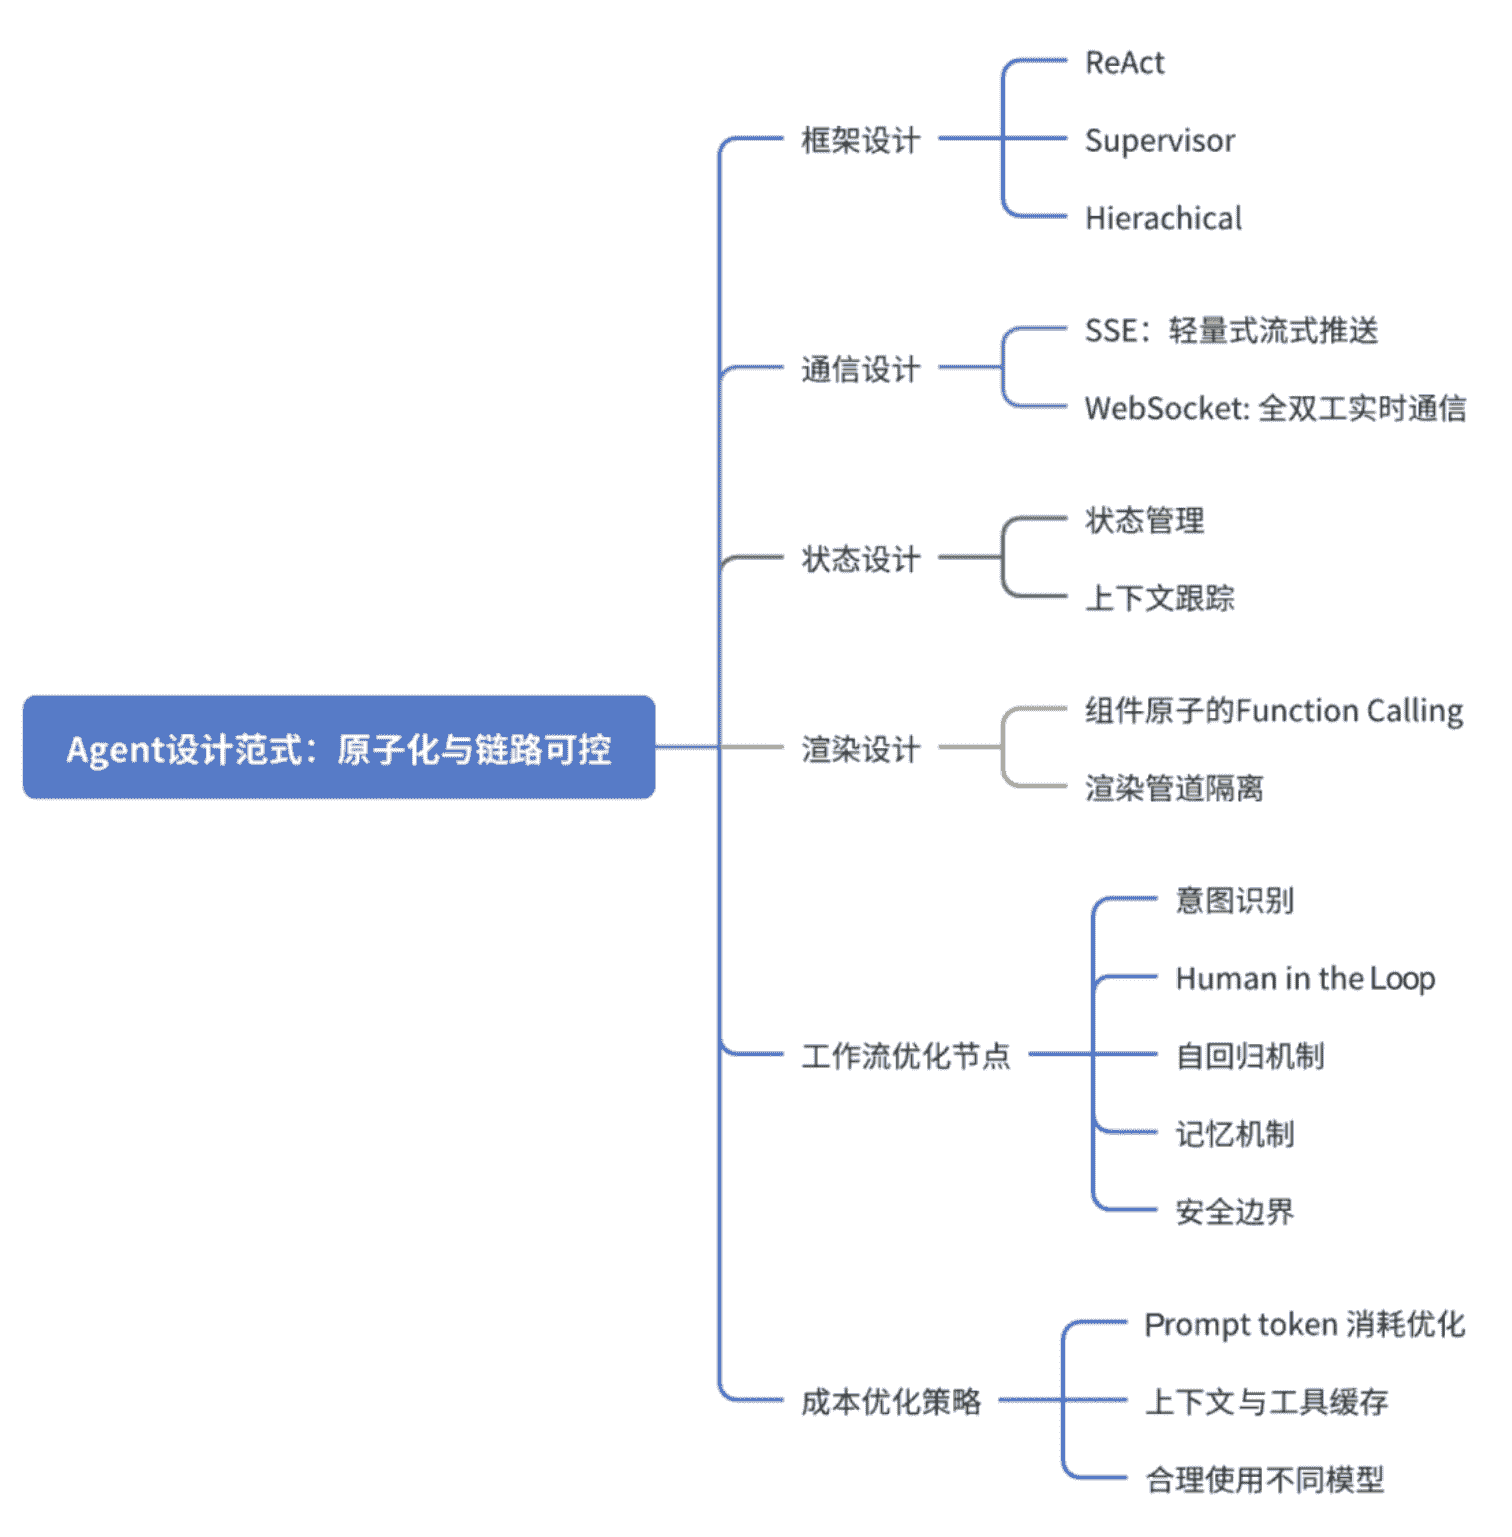 ReAct
框架设计
Supervisor
Hierachical
SSE：轻量式流式推送
通信设计
WebSocket: 全双工实时通信
状态管理
状态设计
上下文跟踪
组件原子的Function Calling
Agent设计范式：原子化与链路可控
渲染设计
渲染管道隔离
意图识别
Human in the Loop
工作流优化节点
自回归机制
记忆机制
安全边界
Prompt token 消耗优化
成本优化策略
上下文与工具缓存
合理使用不同模型